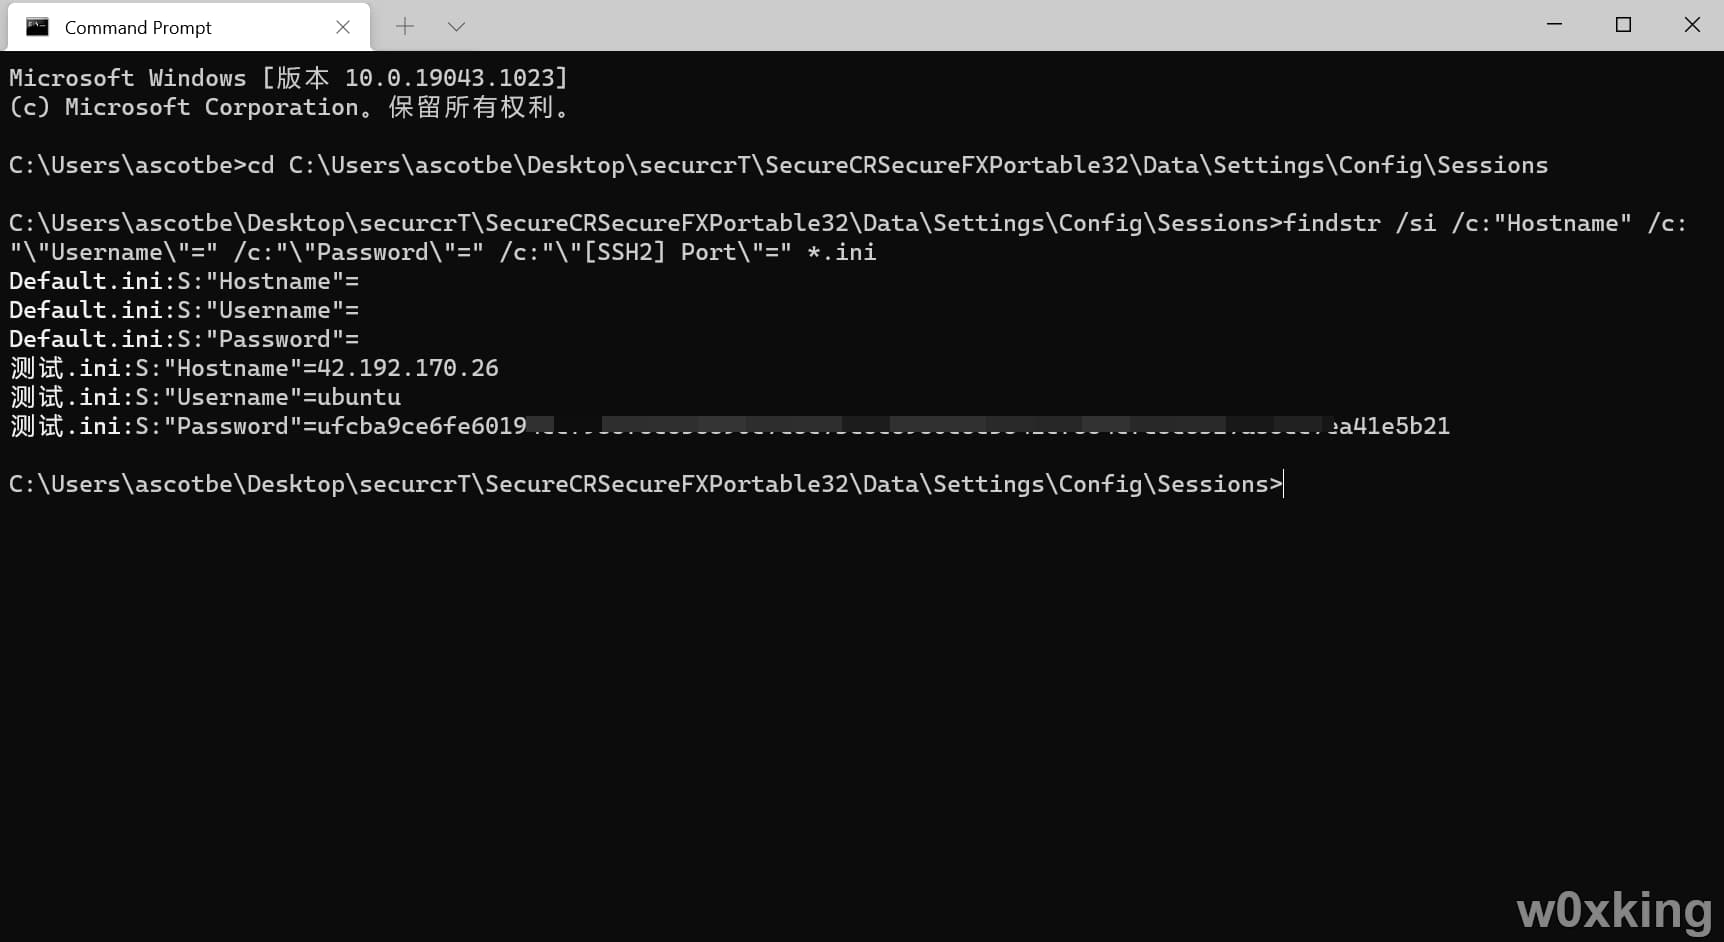 Command Prompt
Microsoft Windows [版本 10.0.19043.1023]
(c) Microsoft Corporation。保留所有权利。
C:\Users\ascotbe>cd C:\Users\ascotbe\Desktop\securcrT\SecureCRSecureFXPortable32\Data\Settings\Config\Sessions
C:\Users\ascotbe\Desktop\securcrT\SecureCRSecureFXPortable32\Data\Settings\Config\Sessions>findstr /si /c:"Hostname" /c:
"\"Username\"=" /c:"\"Password\"=" /c:"\"[SSH2] Port\"=" *.ini
Default.ini:S:"Hostname"=
Default.ini:S:"Username"=
Default.ini:S:"Password"=
测试.ini:S:"Hostname"=42.192.170.26
测试.ini:S:"Username"=ubuntu
测试.ini:S:"Password"=ufcba9ce6fe6019 ea41e5b21
C:\Users\ascotbe\Desktop\securcrT\SecureCRSecureFXPortable32\Data\Settings\Config\Sessions>
w0xking